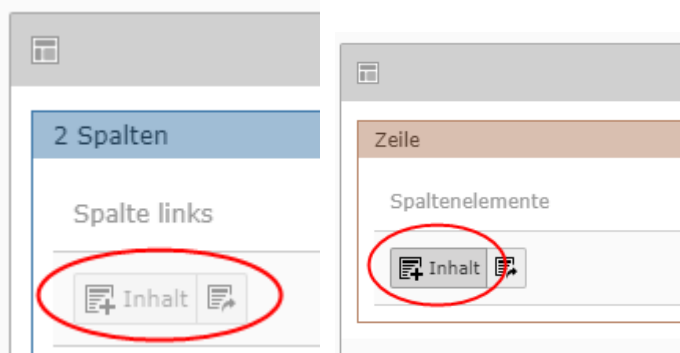 2 Spalten
Spalte links
Inhalt
Zeile
Spaltenelemente
Inhalt